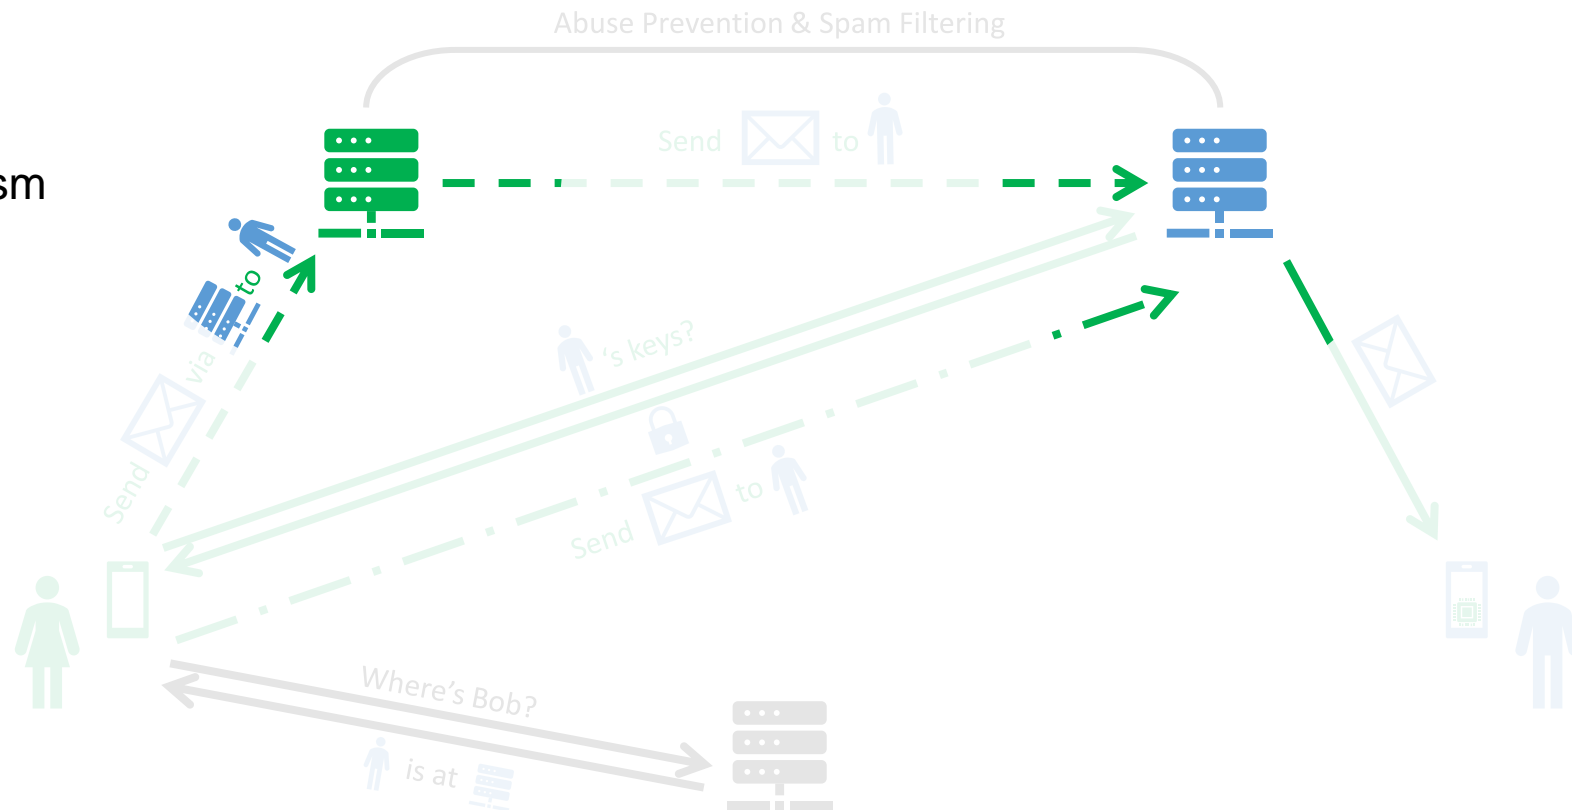 Abuse Prevention & Spam Filtering
Send to
sm
to
via
Send
's keys?
to
Send
Where's Bob?
is at